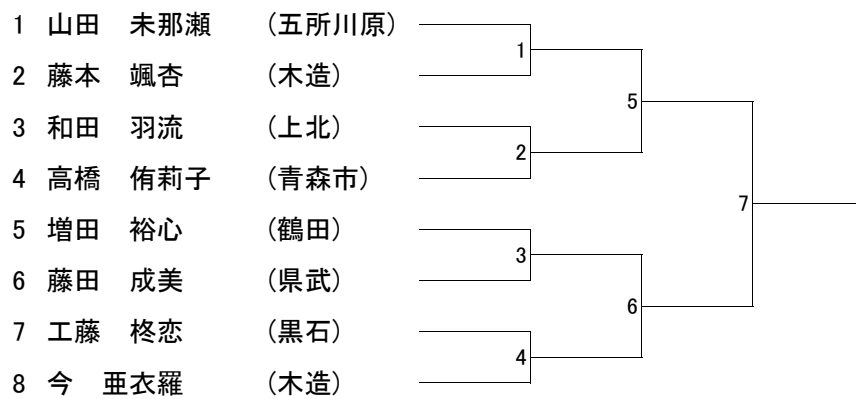 1 山田 未那瀬 (五所川原)
1
2 藤本 颯杏 (木造)
5
3 和田 羽流 (上北)
2
4 高橋 侑莉子 (青森市)
7
5 増田 裕心 (鶴田)
3
6 藤田 成美 (県武)
6
7 工藤 柊恋 (黒石)
4
8 今 亜衣羅 (木造)